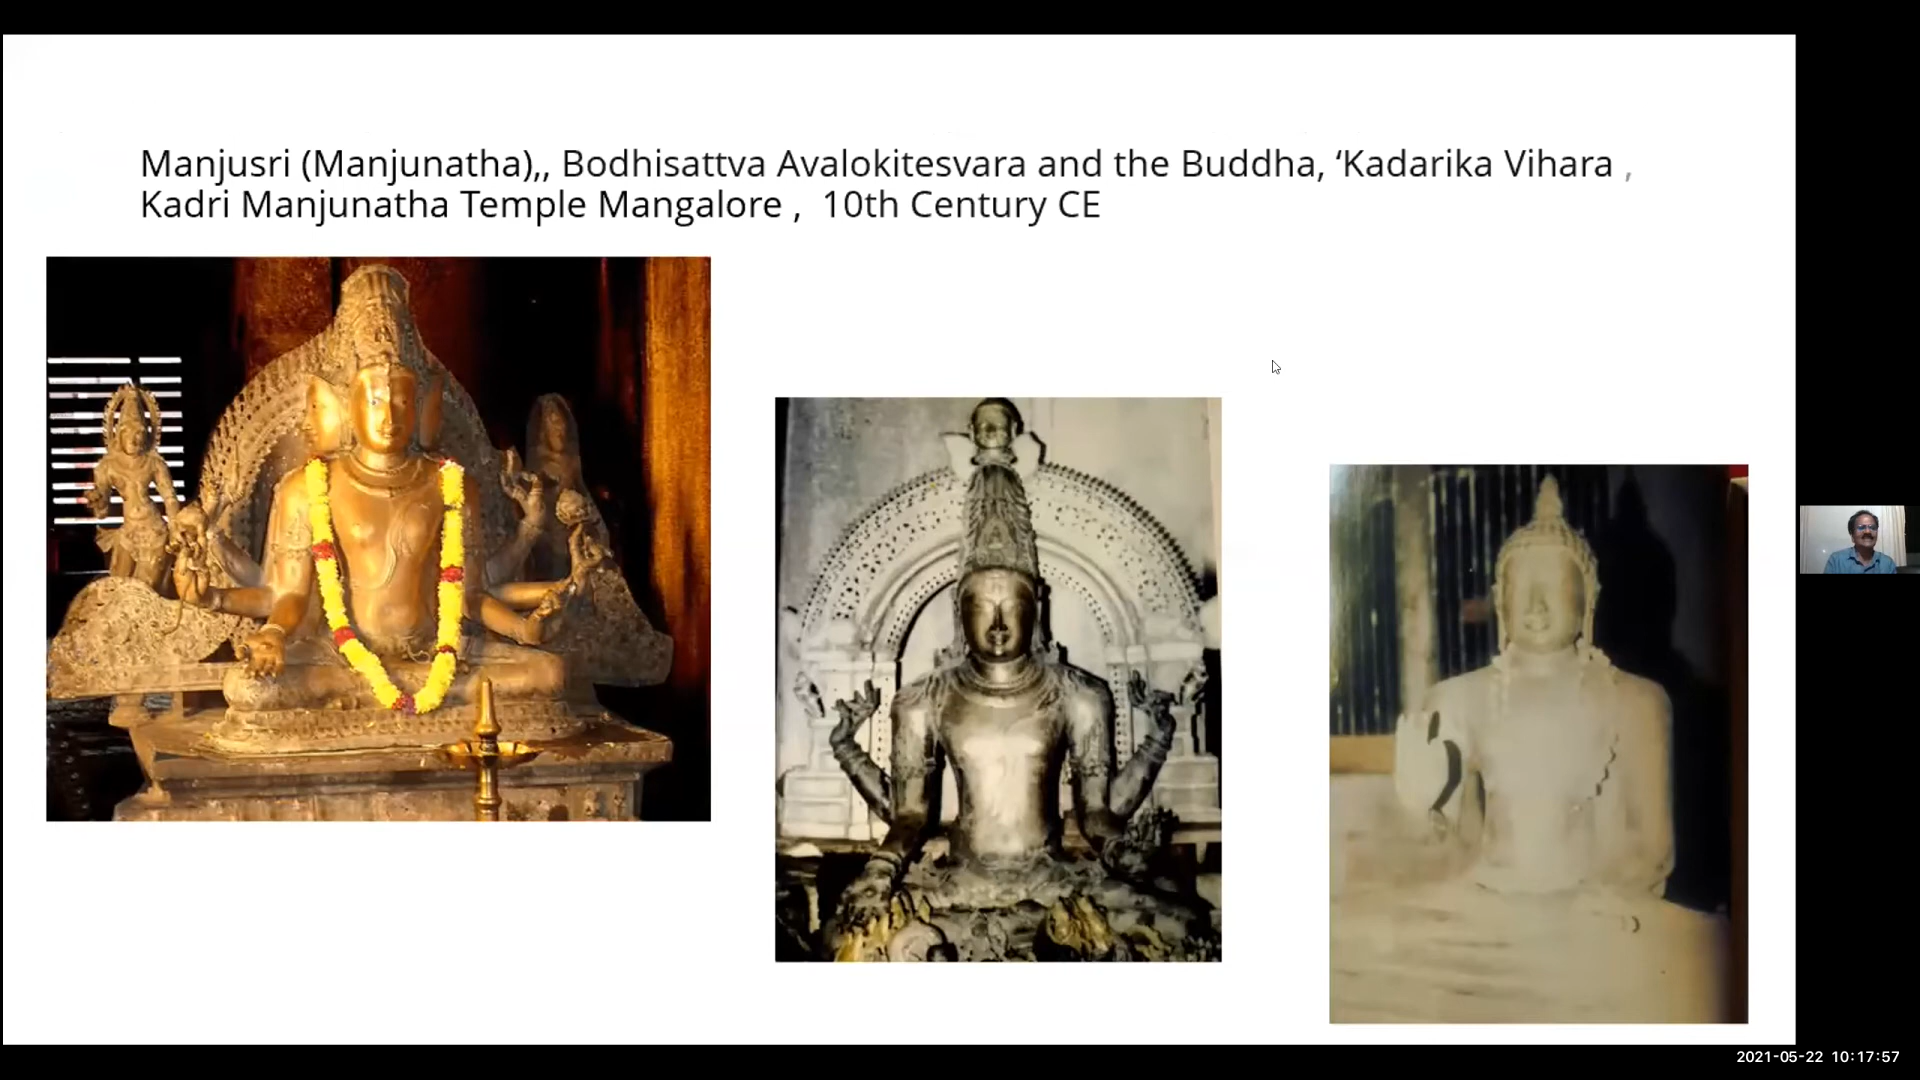 Manjusri (Manjunatha),, Bodhisattva Avalokitesvara and the Buddha, ‘Kadarika Vihara ,
Kadri Manjunatha Temple Mangalore ,  10th Century CE
2021-05-22 10:17:57